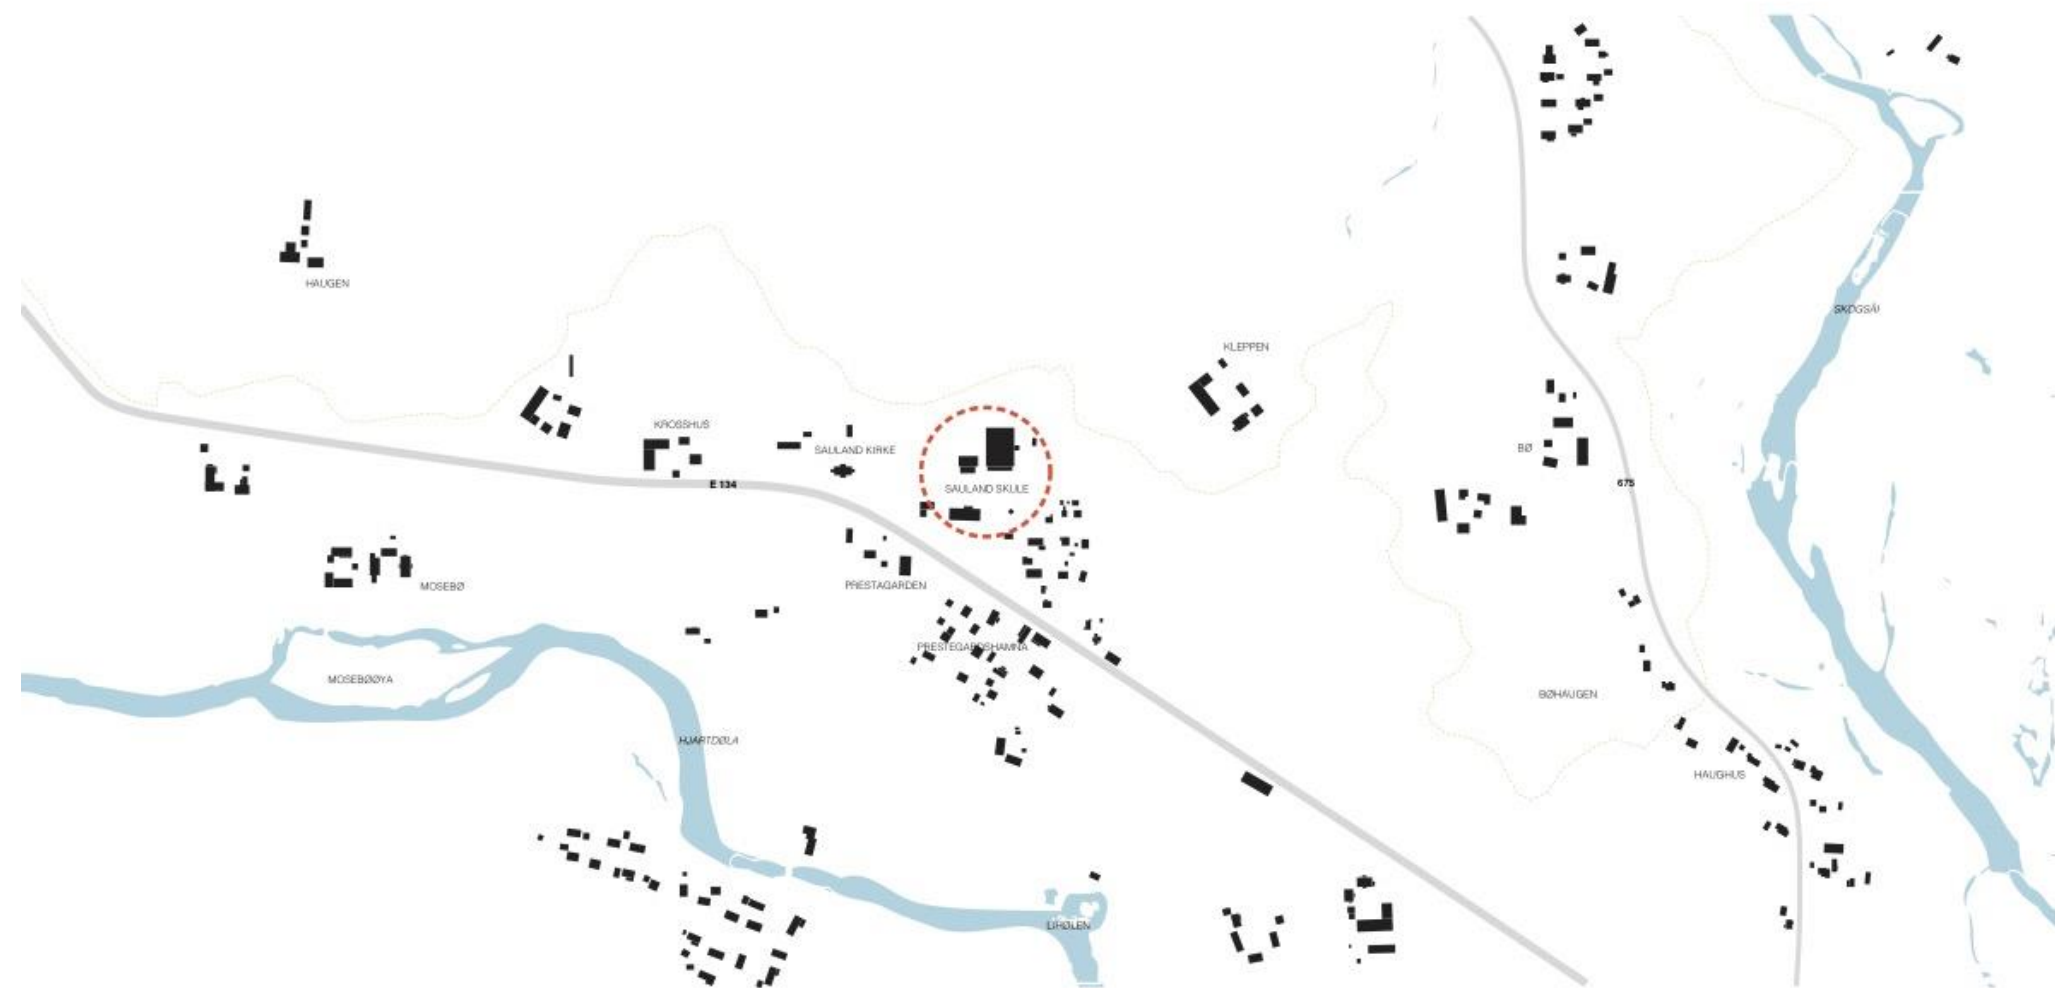 HAUGEN
SKOGSÅI
KLEPPEN
KROSSHUS
SAULAND KIRKE
BØ
E 134
SAULAND SKULE
675
MOSEBØ
PRESTAGARDEN
PRESTEGARDSHAMNA
MOSEBØØYA
BØHAUGEN
HJARTDØLA
HAUGHUS
LIHØLEN